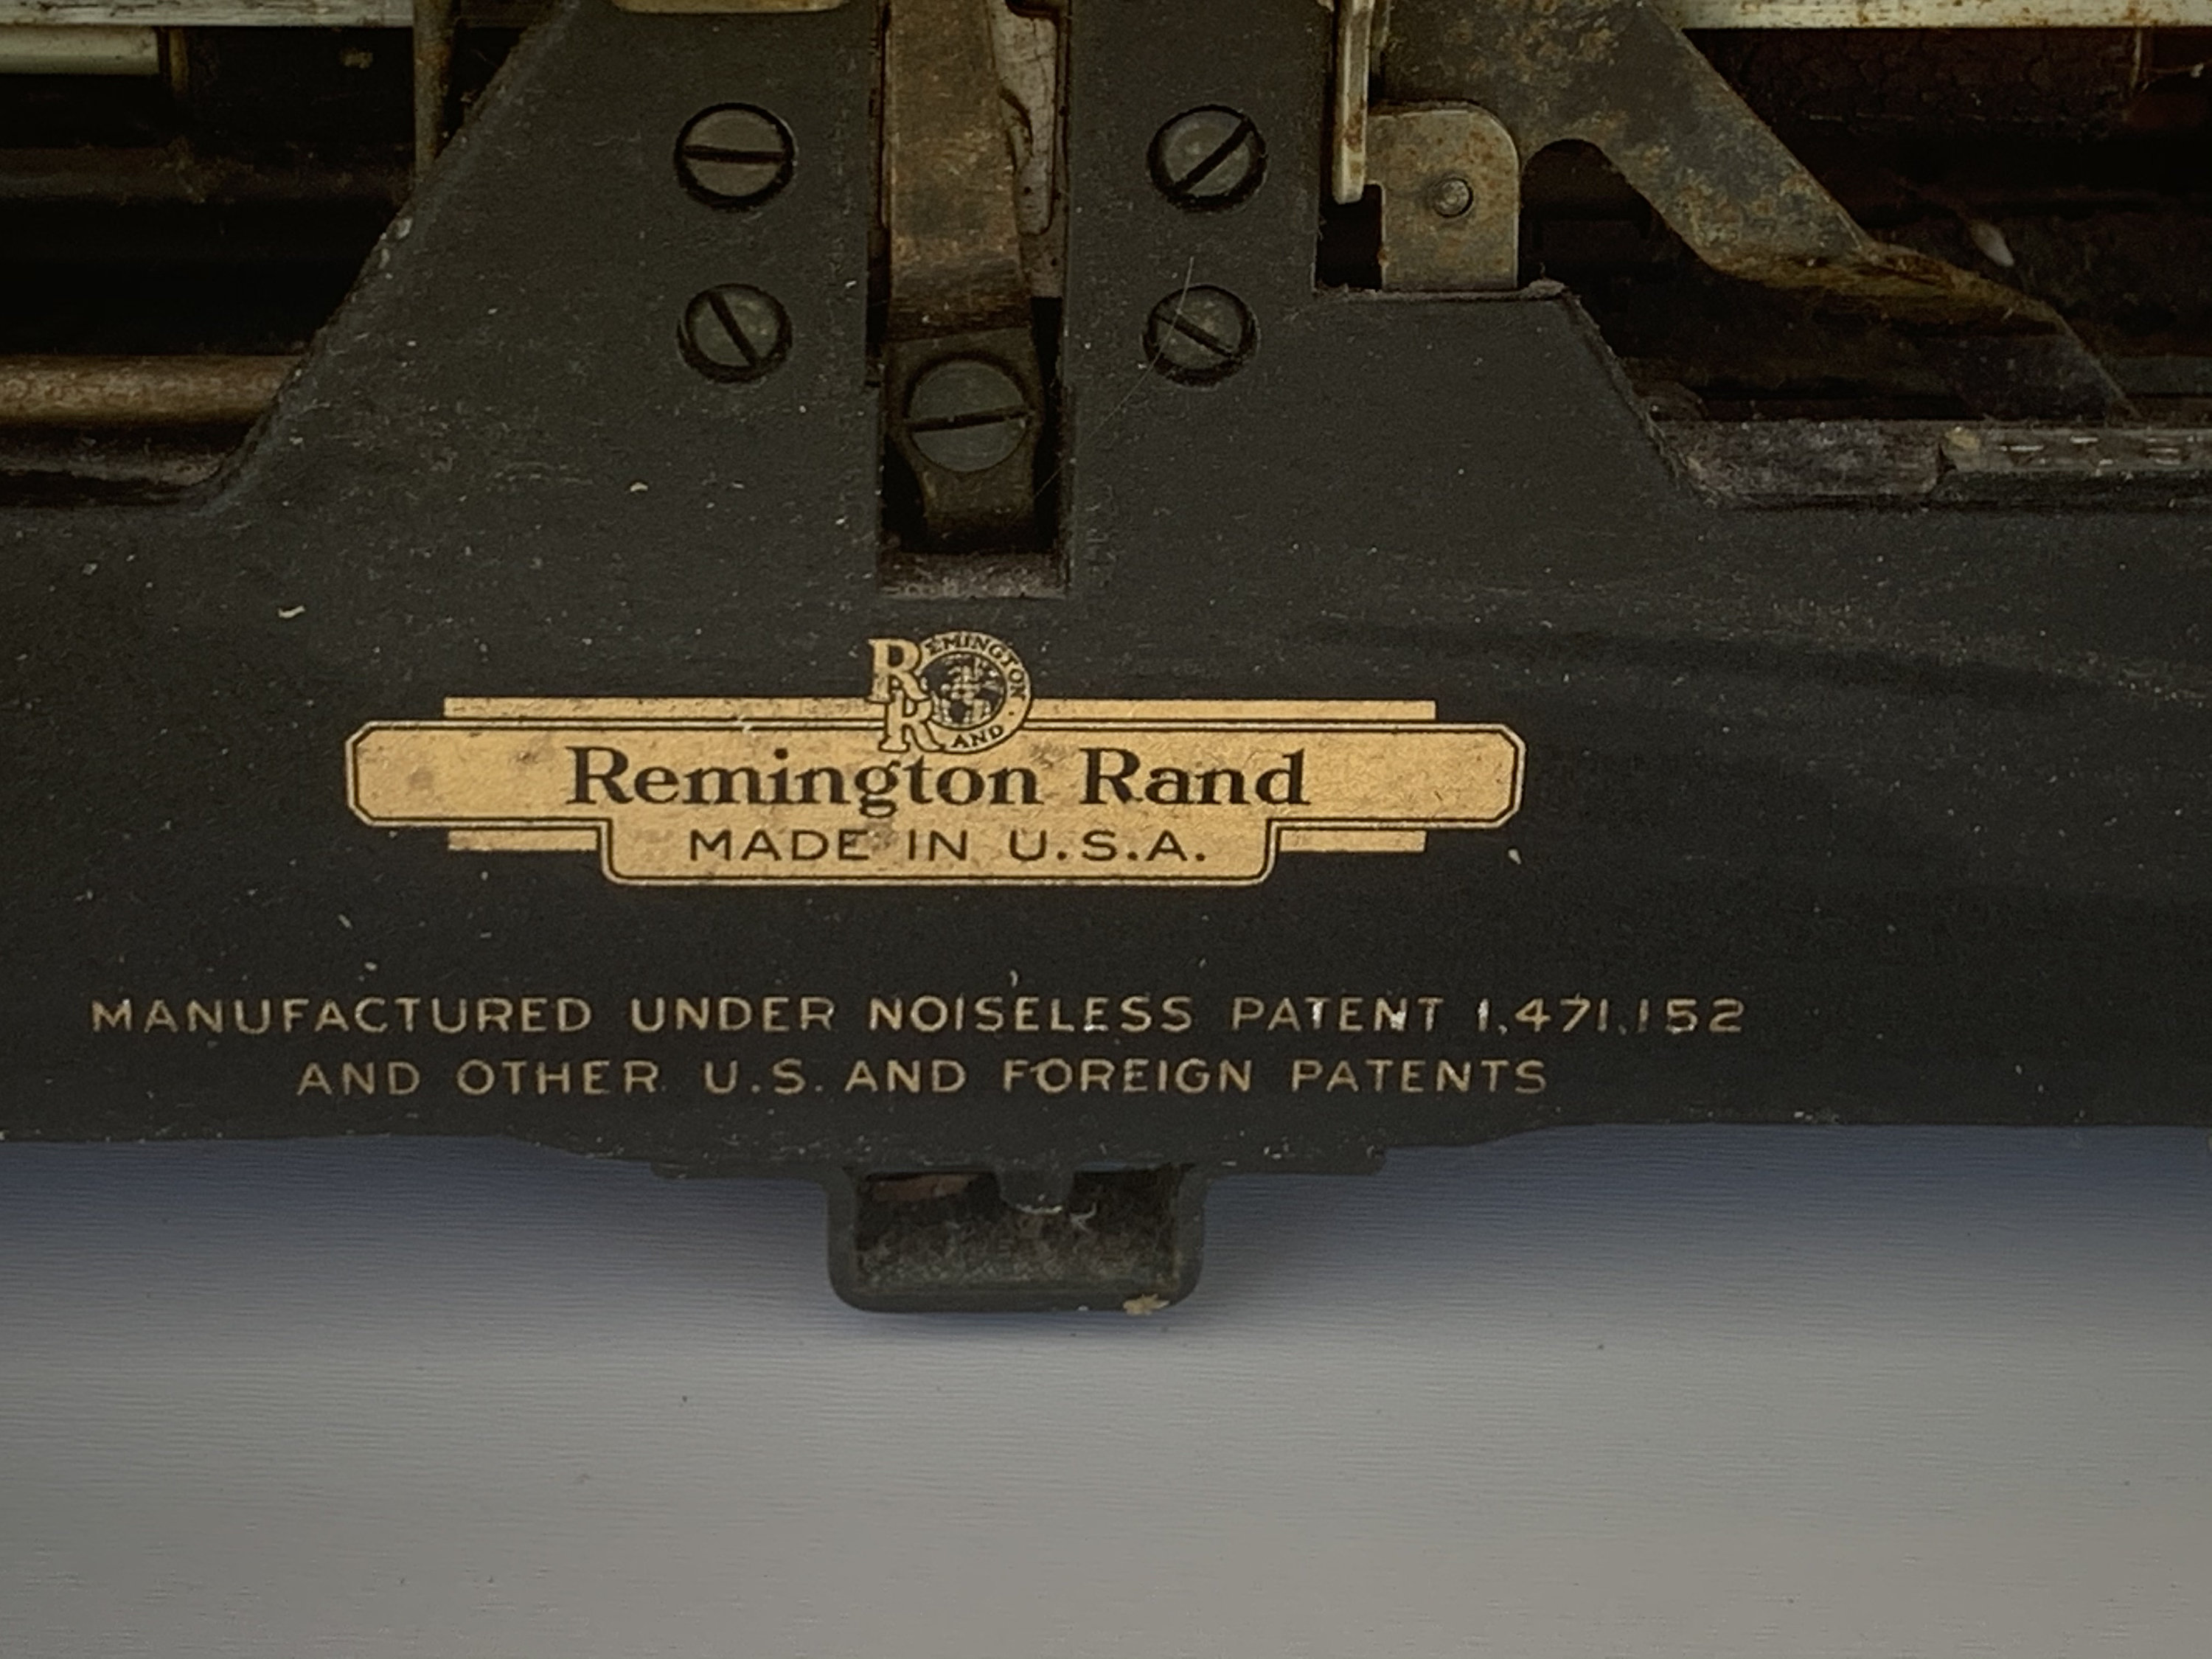 REMINGTON
RAND
Remington Rand
MADE IN U.S.A.
MANUFACTURED UNDER NOISELESS PATENT 1,471,152
AND OTHER U.S. AND FOREIGN PATENTS